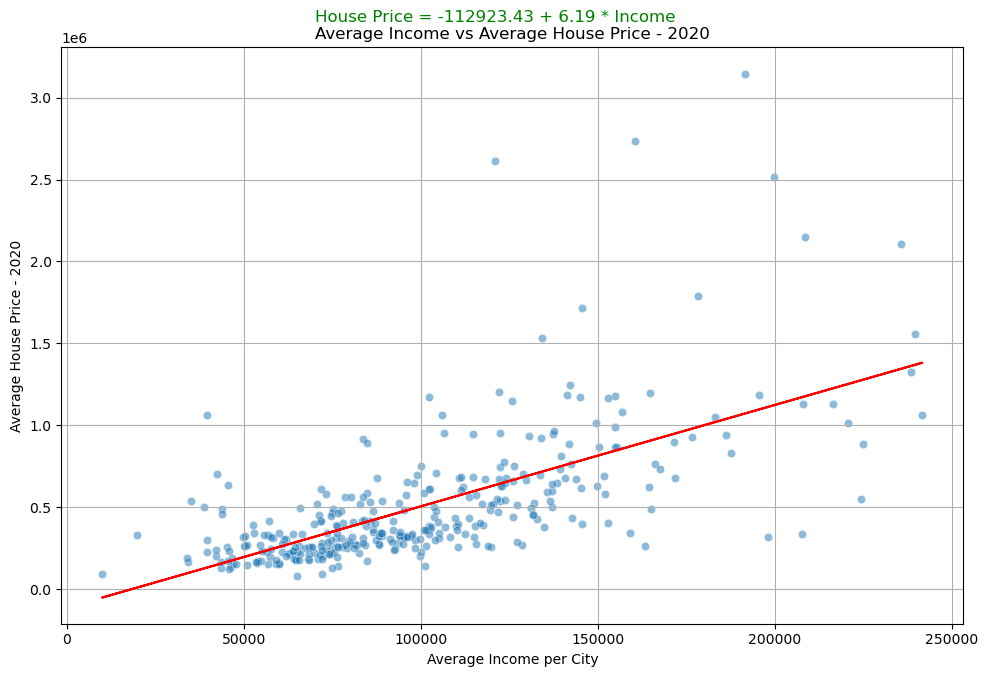 House Price = -112923.43 + 6.19 * Income
Average Income vs Average House Price - 2020
1e6
3.0
2.5
2.0
1.5
1.0
0.5
0.0
Average House Price - 2020
0 50000 100000 150000 200000 250000
Average Income per City